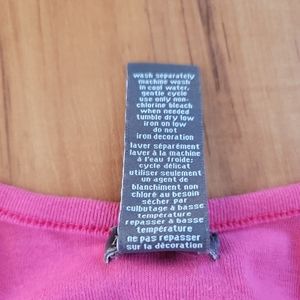 wash separately
machine wash
in cool water,
gentle cycle
use only non-
chlorine bleach
when needed
tumble dry low
iron on low
do not
iron decoration
laver séparément
laver à la machine
à l'eau froide;
cycle délicat
utiliser seulement
un agent de
blanchiment non
chloré au besoin
sécher par
culbutage à basse
température
repasser à basse
température
ne pas repasser
sur la décoration